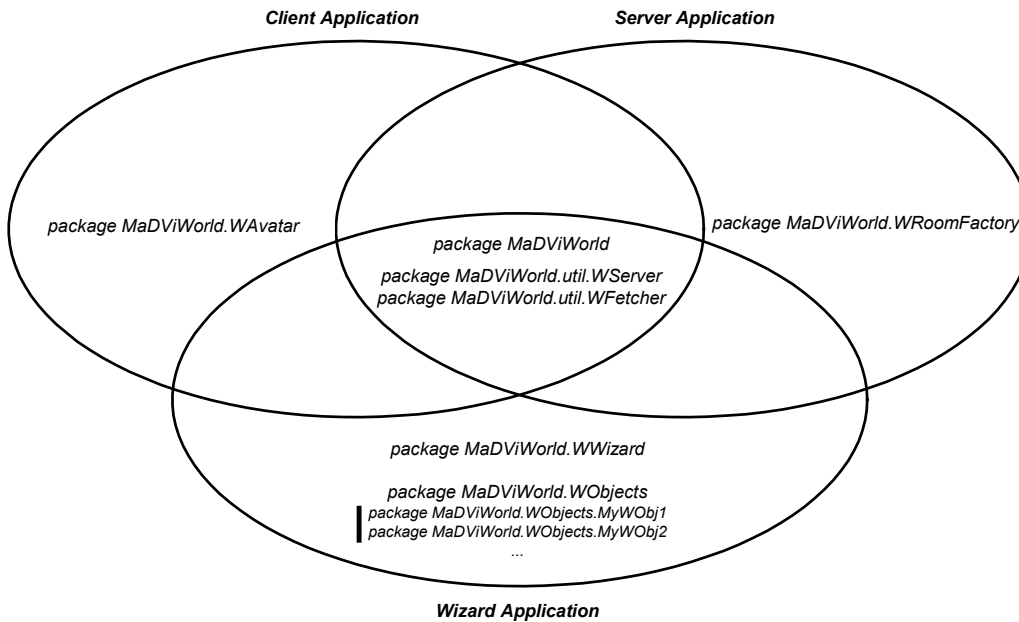 Client Application
Server Application
package MaDViWorld.WAvatar
package MaDViWorld.WRoomFactory
package MaDViWorld
package MaDViWorld.util.WServer
package MaDViWorld.util.WFetcher
package MaDViWorld.WWizard
package MaDViWorld.WObjects
package MaDViWorld.WObjects.MyWObj1
package MaDViWorld.WObjects.MyWObj2
...
Wizard Application